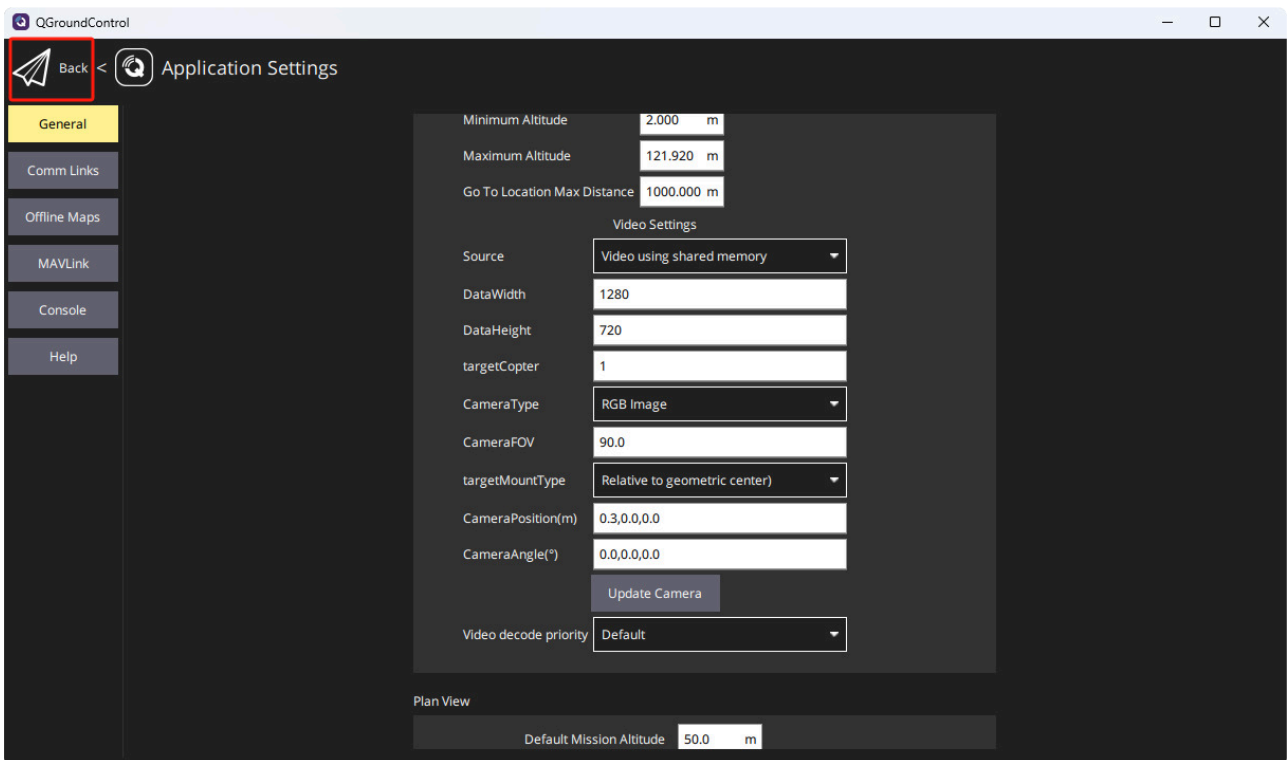 QGroundControl
Back < Application Settings
General
Comm Links
Offline Maps
MAVLink
Console
Help
Minimum Altitude 2.000 m
Maximum Altitude 121.920 m
Go To Location Max Distance 1000.000 m
Video Settings
Source Video using shared memory
DataWidth 1280
DataHeight 720
targetCopter 1
CameraType RGB Image
CameraFOV 90.0
targetMountType Relative to geometric center)
CameraPosition(m) 0.3,0.0,0.0
CameraAngle(°) 0.0,0.0,0.0
Update Camera
Video decode priority Default
Plan View
Default Mission Altitude 50.0 m